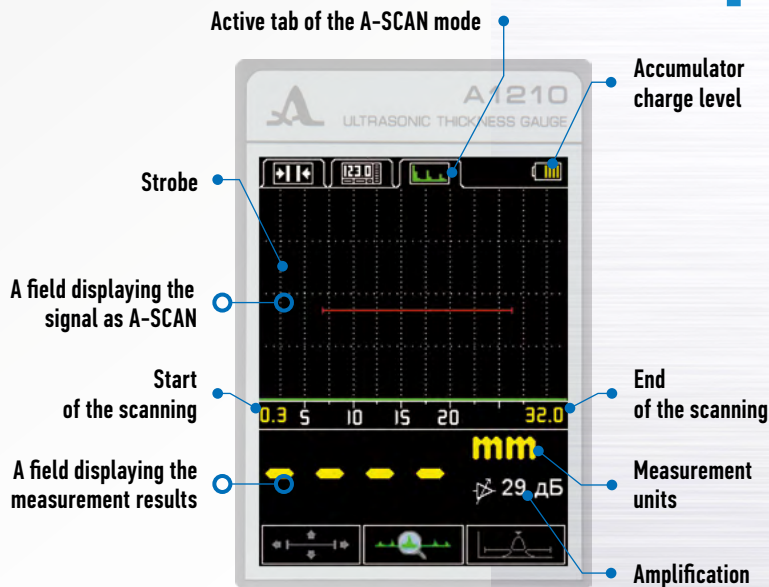 Active tab of the A-SCAN mode
Accumulator
charge level
A1210
ULTRASONIC THICKNESS GAUGE
123.0
Strobe
A field displaying the
signal as A-SCAN
Start
of the scanning
End
of the scanning
0.3 5 10 15 20 32.0
A field displaying the
measurement results
mm
- - - -
29 дБ
Measurement
units
Amplification